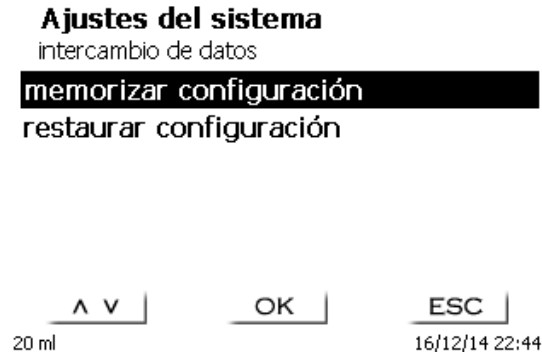 Ajustes del sistema
intercambio de datos
memorizar configuración
restaurar configuración
∧ ∨ OK ESC
20 ml 16/12/14 22:44